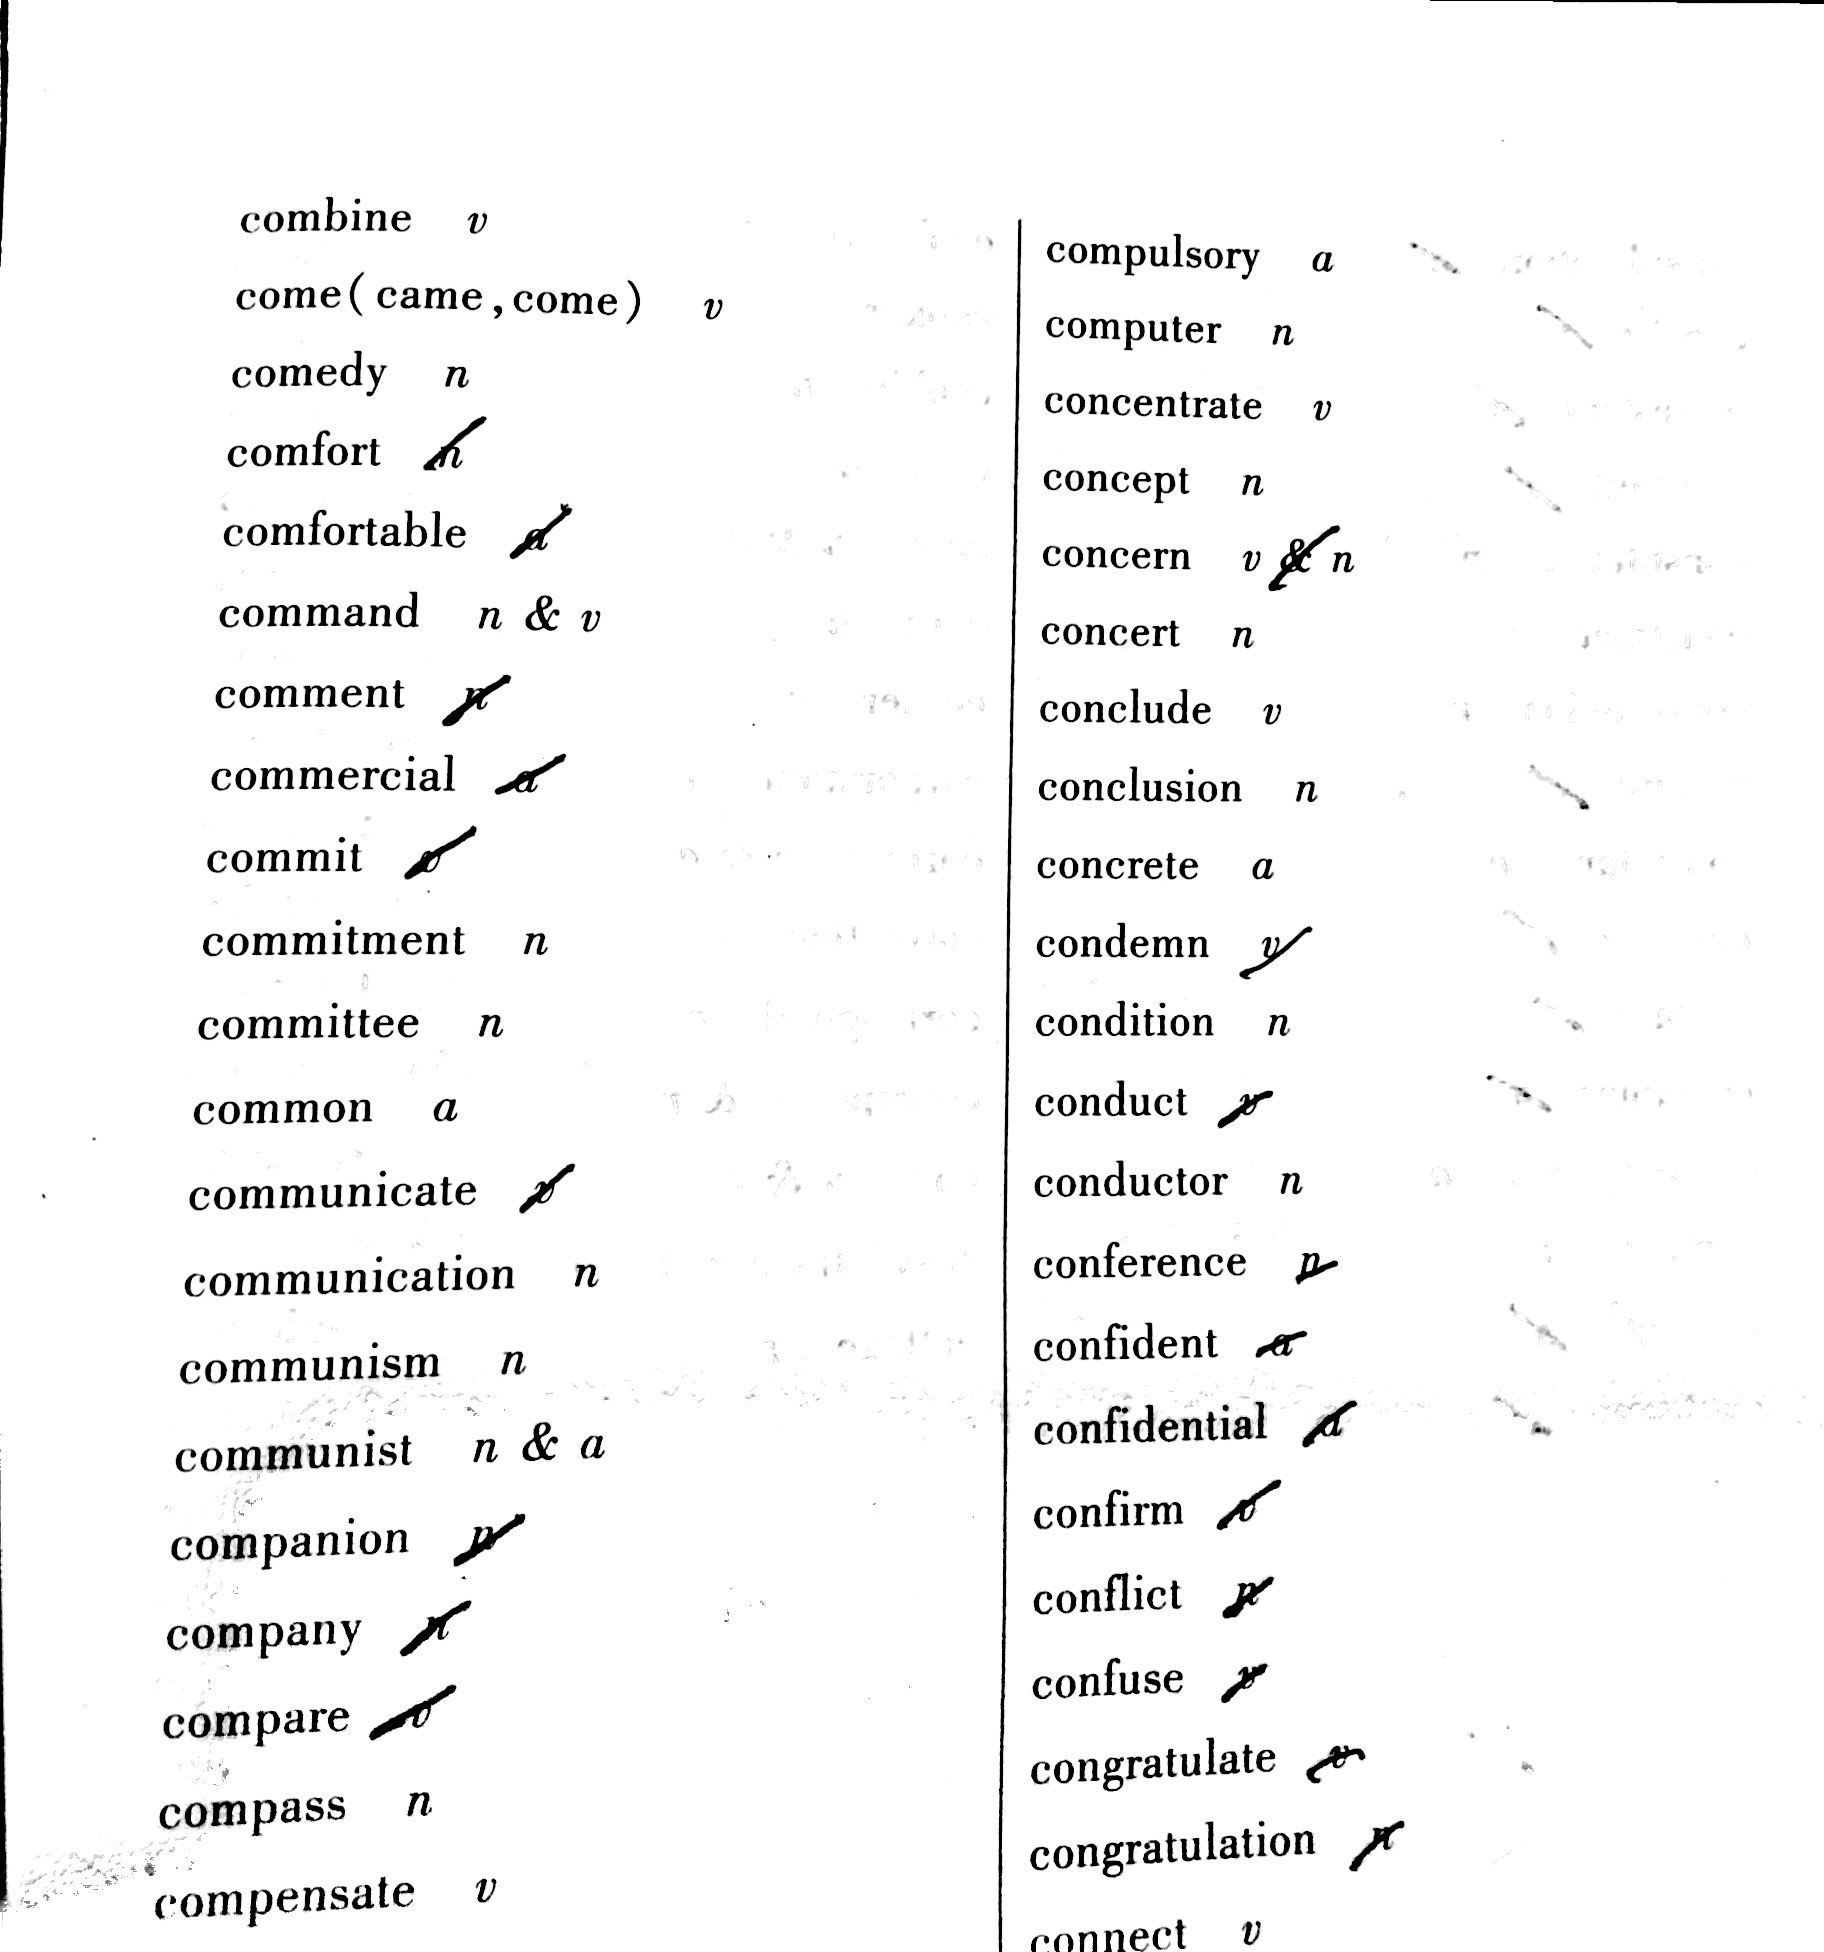 combine v
come(came,come) v
comedy n
comfort n
comfortable a
command n & v
comment n
commercial a
commit v
commitment n
committee n
common a
communicate v
communication n
communism n
communist n & a
companion n
company n
compare v
compass n
compensate v
compulsory a
computer n
concentrate v
concept n
concern v & n
concert n
conclude v
conclusion n
concrete a
condemn v
condition n
conduct v
conductor n
conference n
confident a
confidential a
confirm v
conflict n
confuse v
congratulate v
congratulation n
connect v